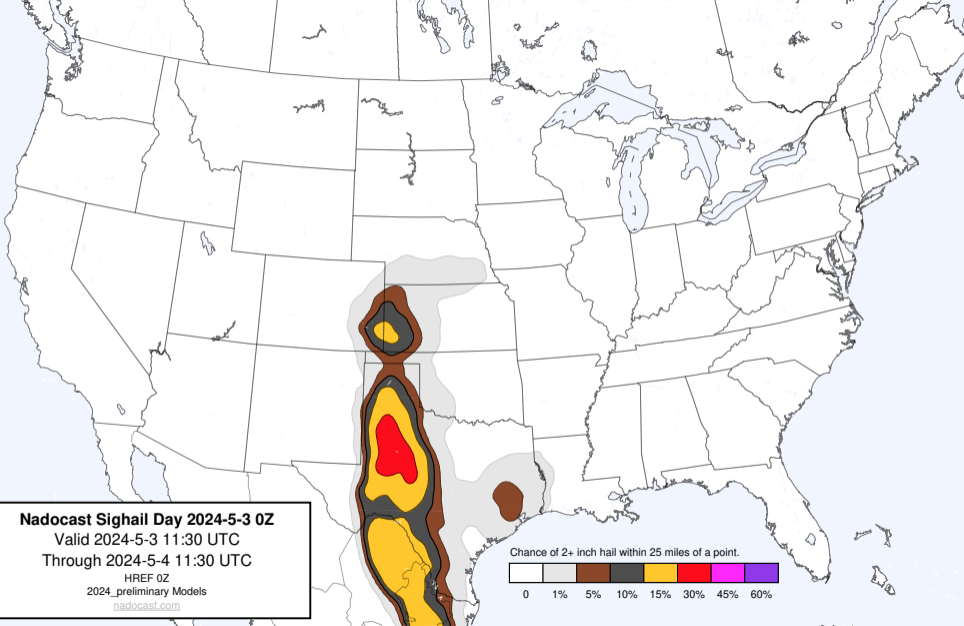 Nadocast Sighail Day 2024-5-3 0Z
Valid 2024-5-3 11:30 UTC
Through 2024-5-4 11:30 UTC
HREF 0Z
2024_preliminary Models
nadocast.com
Chance of 2+ inch hail within 25 miles of a point.
0 1% 5% 10% 15% 30% 45% 60%